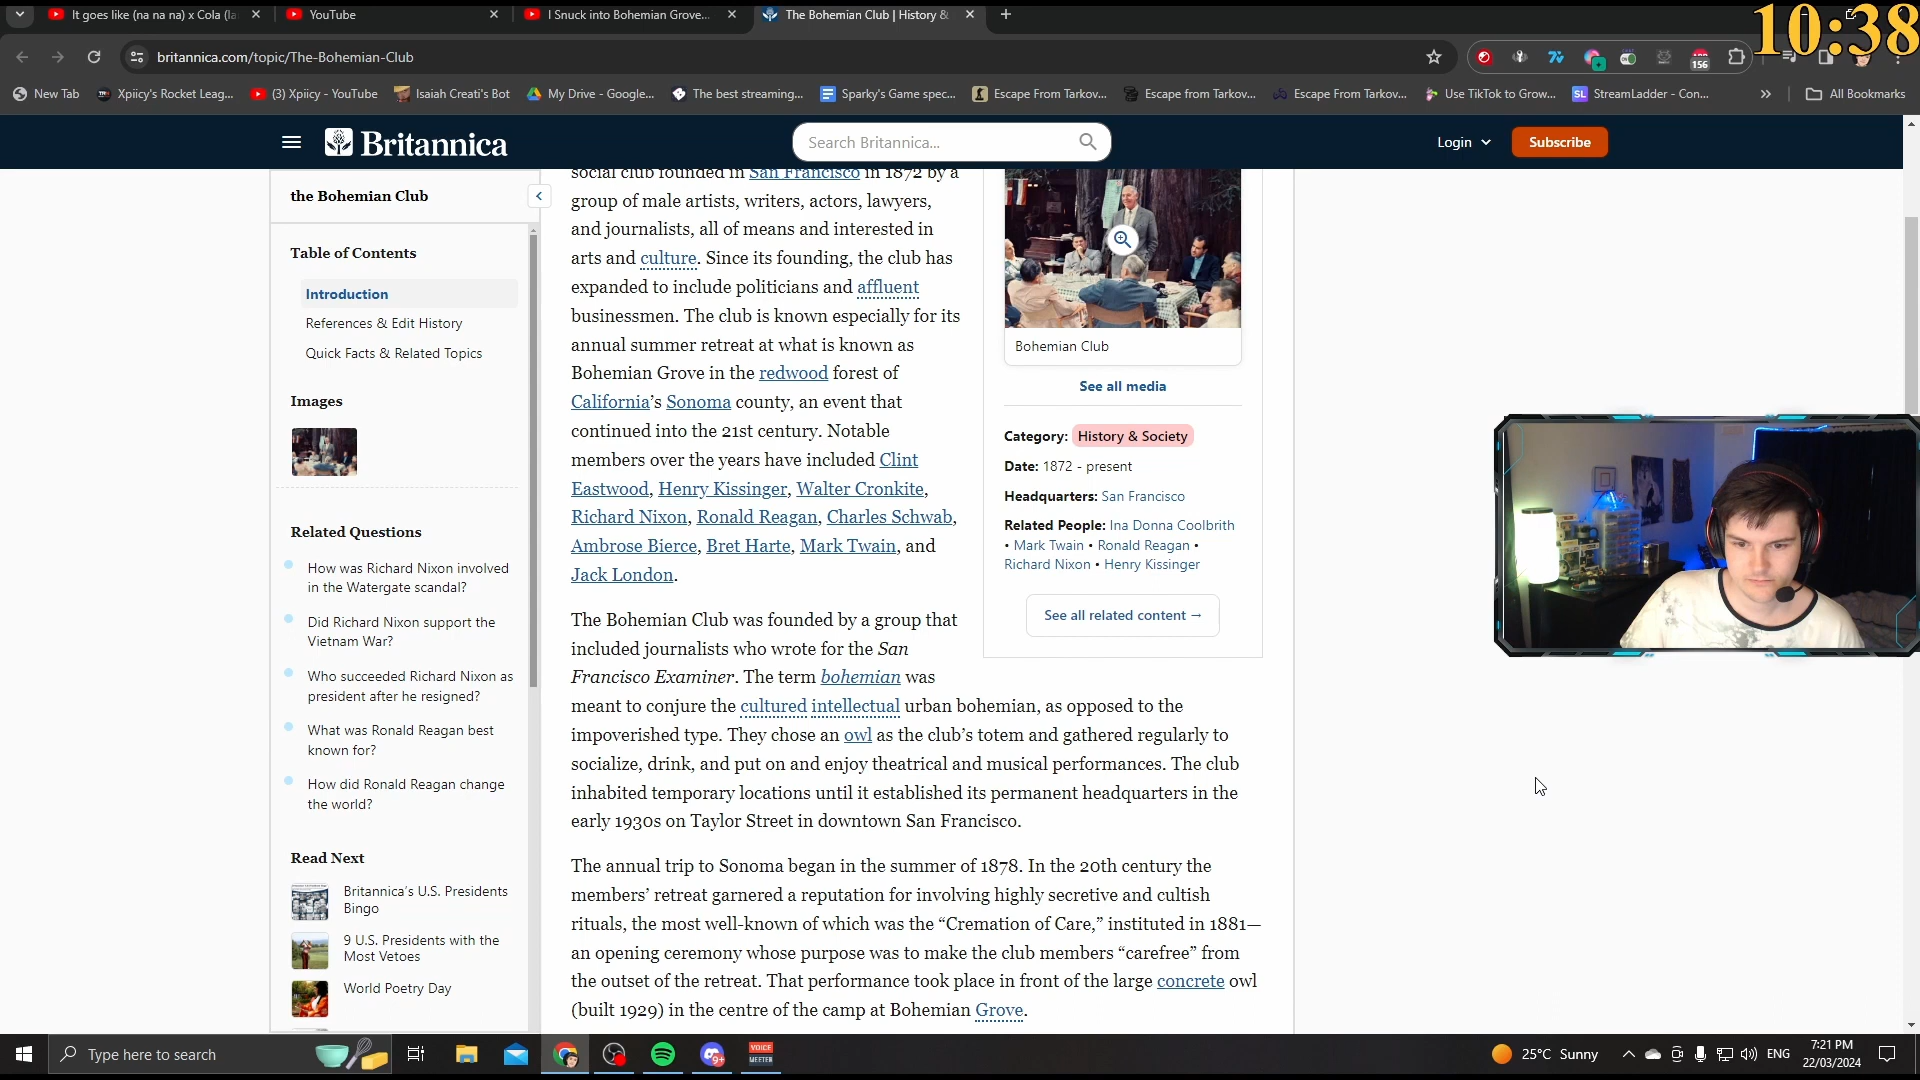 It goes like (na na na) x Cola (la
YouTube
I Snuck into Bohemian Grove...
The Bohemian Club | History &
10:38
britannica.com/topic/The-Bohemian-Club
156
New Tab
Xpiicy's Rocket Leag...
(3) Xpiicy - YouTube
Isaiah Creati's Bot
My Drive - Google...
The best streaming...
Sparky's Game spec...
Escape From Tarkov...
Escape from Tarkov...
Escape From Tarkov...
Use TikTok to Grow...
SL
StreamLadder - Con...
All Bookmarks
Britannica
Search Britannica...
Login
Subscribe
the Bohemian Club
Table of Contents
Introduction
References & Edit History
Quick Facts & Related Topics
Images
Related Questions
How was Richard Nixon involved
in the Watergate scandal?
Did Richard Nixon support the
Vietnam War?
Who succeeded Richard Nixon as
president after he resigned?
What was Ronald Reagan best
known for?
How did Ronald Reagan change
the world?
Read Next
Britannica's U.S. Presidents
Bingo
9 U.S. Presidents with the
Most Vetoes
World Poetry Day
social club founded in San Francisco in 1872 by a
group of male artists, writers, actors, lawyers,
and journalists, all of means and interested in
arts and culture. Since its founding, the club has
expanded to include politicians and affluent
businessmen. The club is known especially for its
annual summer retreat at what is known as
Bohemian Grove in the redwood forest of
California's Sonoma county, an event that
continued into the 21st century. Notable
members over the years have included Clint
Eastwood, Henry Kissinger, Walter Cronkite,
Richard Nixon, Ronald Reagan, Charles Schwab,
Ambrose Bierce, Bret Harte, Mark Twain, and
Jack London.
The Bohemian Club was founded by a group that
included journalists who wrote for the San
Francisco Examiner. The term bohemian was
meant to conjure the cultured intellectual urban bohemian, as opposed to the
impoverished type. They chose an owl as the club's totem and gathered regularly to
socialize, drink, and put on and enjoy theatrical and musical performances. The club
inhabited temporary locations until it established its permanent headquarters in the
early 1930s on Taylor Street in downtown San Francisco.
The annual trip to Sonoma began in the summer of 1878. In the 20th century the
members' retreat garnered a reputation for involving highly secretive and cultish
rituals, the most well-known of which was the “Cremation of Care,” instituted in 1881—
an opening ceremony whose purpose was to make the club members “carefree” from
the outset of the retreat. That performance took place in front of the large concrete owl
(built 1929) in the centre of the camp at Bohemian Grove.
Bohemian Club
See all media
Category: History & Society
Date: 1872 - present
Headquarters: San Francisco
Related People: Ina Donna Coolbrith
• Mark Twain • Ronald Reagan •
Richard Nixon • Henry Kissinger
See all related content →
Type here to search
9+
VOICE
MEETER
25°C Sunny
ENG
7:21 PM
22/03/2024